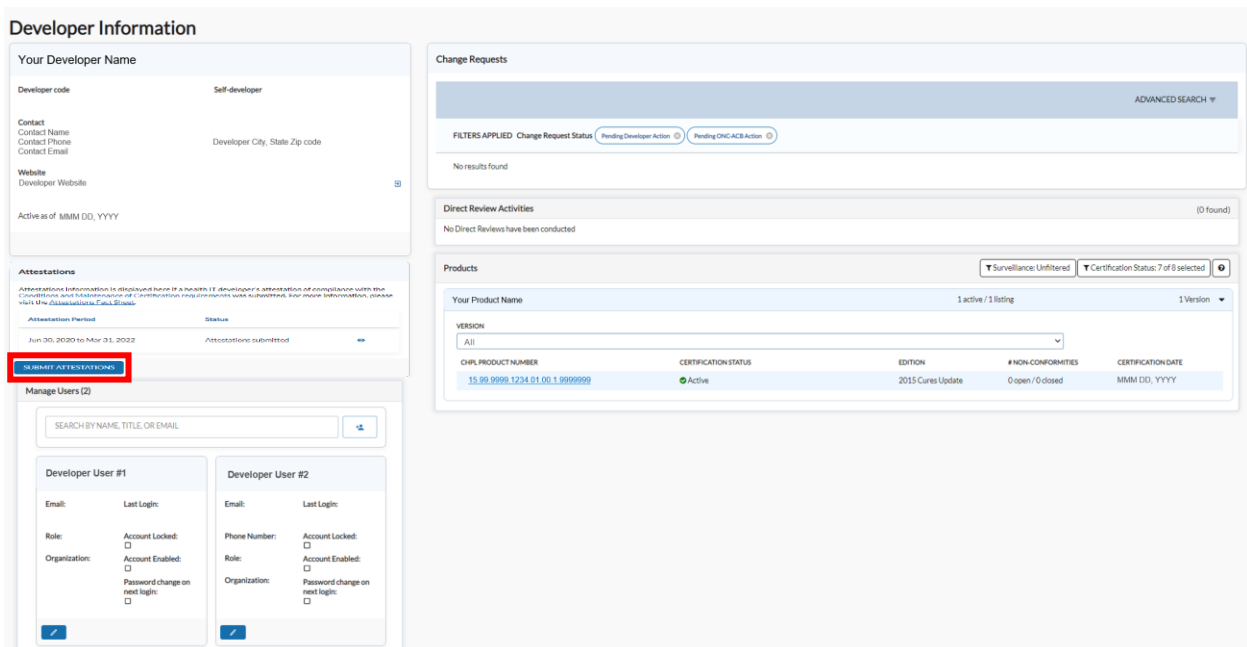 Developer Information
Your Developer Name
Developer code
Self-developer
Contact
Contact Name
Contact Phone
Developer City, State Zip code
Contact Email
Website
Developer Website
Active as of MMM DD, YYYY
Attestations
Attestations information is displayed here if a health IT developer's attestation of compliance with the
Conditions and Maintenance of Certification requirements was submitted. For more information, please
visit the Attestations Fact Sheet.
Attestation Period
Status
Jun 30, 2020 to Mar 31, 2022
Attestations submitted
SUBMIT ATTESTATIONS
Manage Users (2)
SEARCH BY NAME, TITLE, OR EMAIL
Developer User #1
Email:
Last Login:
Role:
Account Locked:
Organization:
Account Enabled:
Password change on
next login:
Developer User #2
Email:
Last Login:
Phone Number:
Account Locked:
Role:
Account Enabled:
Organization:
Password change on
next login:
Change Requests
ADVANCED SEARCH
FILTERS APPLIED Change Request Status Pending Developer Action Pending ONC-ACB Action
No results found
Direct Review Activities
(0 found)
No Direct Reviews have been conducted
Products
Surveillance: Unfiltered
Certification Status: 7 of 8 selected
Your Product Name
1 active / 1 listing
1 Version
VERSION
All
CHPL PRODUCT NUMBER
CERTIFICATION STATUS
EDITION
# NON-CONFORMITIES
CERTIFICATION DATE
15.99.9999.1234.01.00.1.9999999
Active
2015 Cures Update
0 open / 0 closed
MMM DD, YYYY